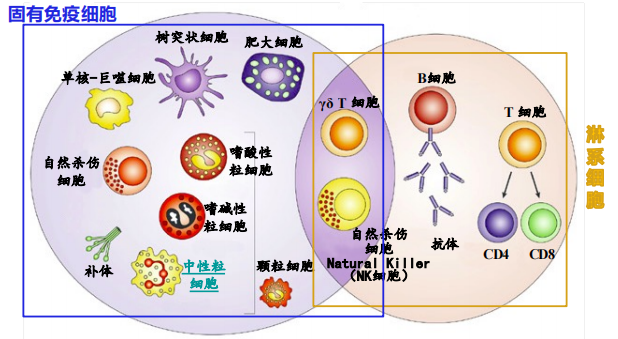 固有免疫细胞
树突状细胞
肥大细胞
单核-巨噬细胞
自然杀伤
细胞
嗜酸性
粒细胞
嗜碱性
粒细胞
补体
中性粒
细胞
颗粒细胞
γδ T 细胞
自然杀伤
细胞
Natural Killer
(NK细胞)
B细胞
抗体
T 细胞
CD4
CD8
淋系细胞